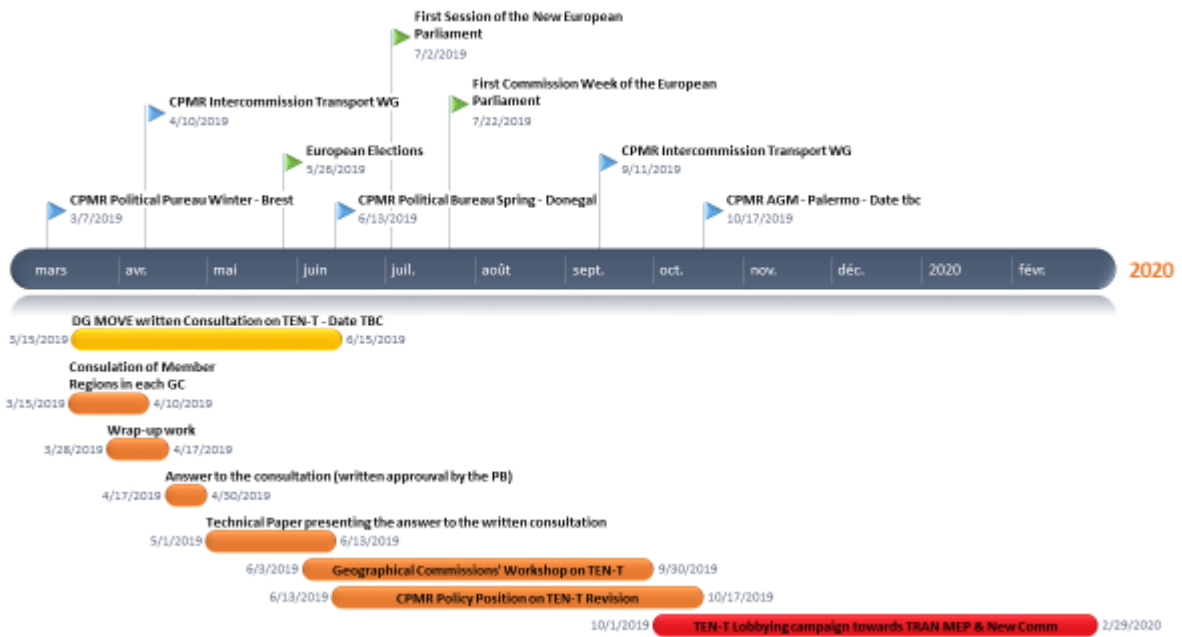 First Session of the New European
Parliament
7/2/2019
First Commission Week of the European
Parliament
7/22/2019
CPMR Intercommission Transport WG
4/10/2019
European Elections
5/26/2019
CPMR Intercommission Transport WG
9/11/2019
CPMR Political Pureau Winter - Brest
3/7/2019
CPMR Political Bureau Spring - Donegal
6/13/2019
CPMR AGM - Palermo - Date tbc
10/17/2019
mars avr. mai juin juil. août sept. oct. nov. déc. 2020 févr. 2020
DG MOVE written Consultation on TEN-T - Date TBC
3/15/2019 6/15/2019
Consulation of Member
Regions in each GC
3/15/2019 4/10/2019
Wrap-up work
3/28/2019 4/17/2019
Answer to the consultation (written approuval by the PB)
4/17/2019 4/30/2019
Technical Paper presenting the answer to the written consultation
5/1/2019 6/13/2019
6/3/2019 Geographical Commissions' Workshop on TEN-T 9/30/2019
6/13/2019 CPMR Policy Position on TEN-T Revision 10/17/2019
10/1/2019 TEN-T Lobbying campaign towards TRAN MEP & New Comm 2/29/2020